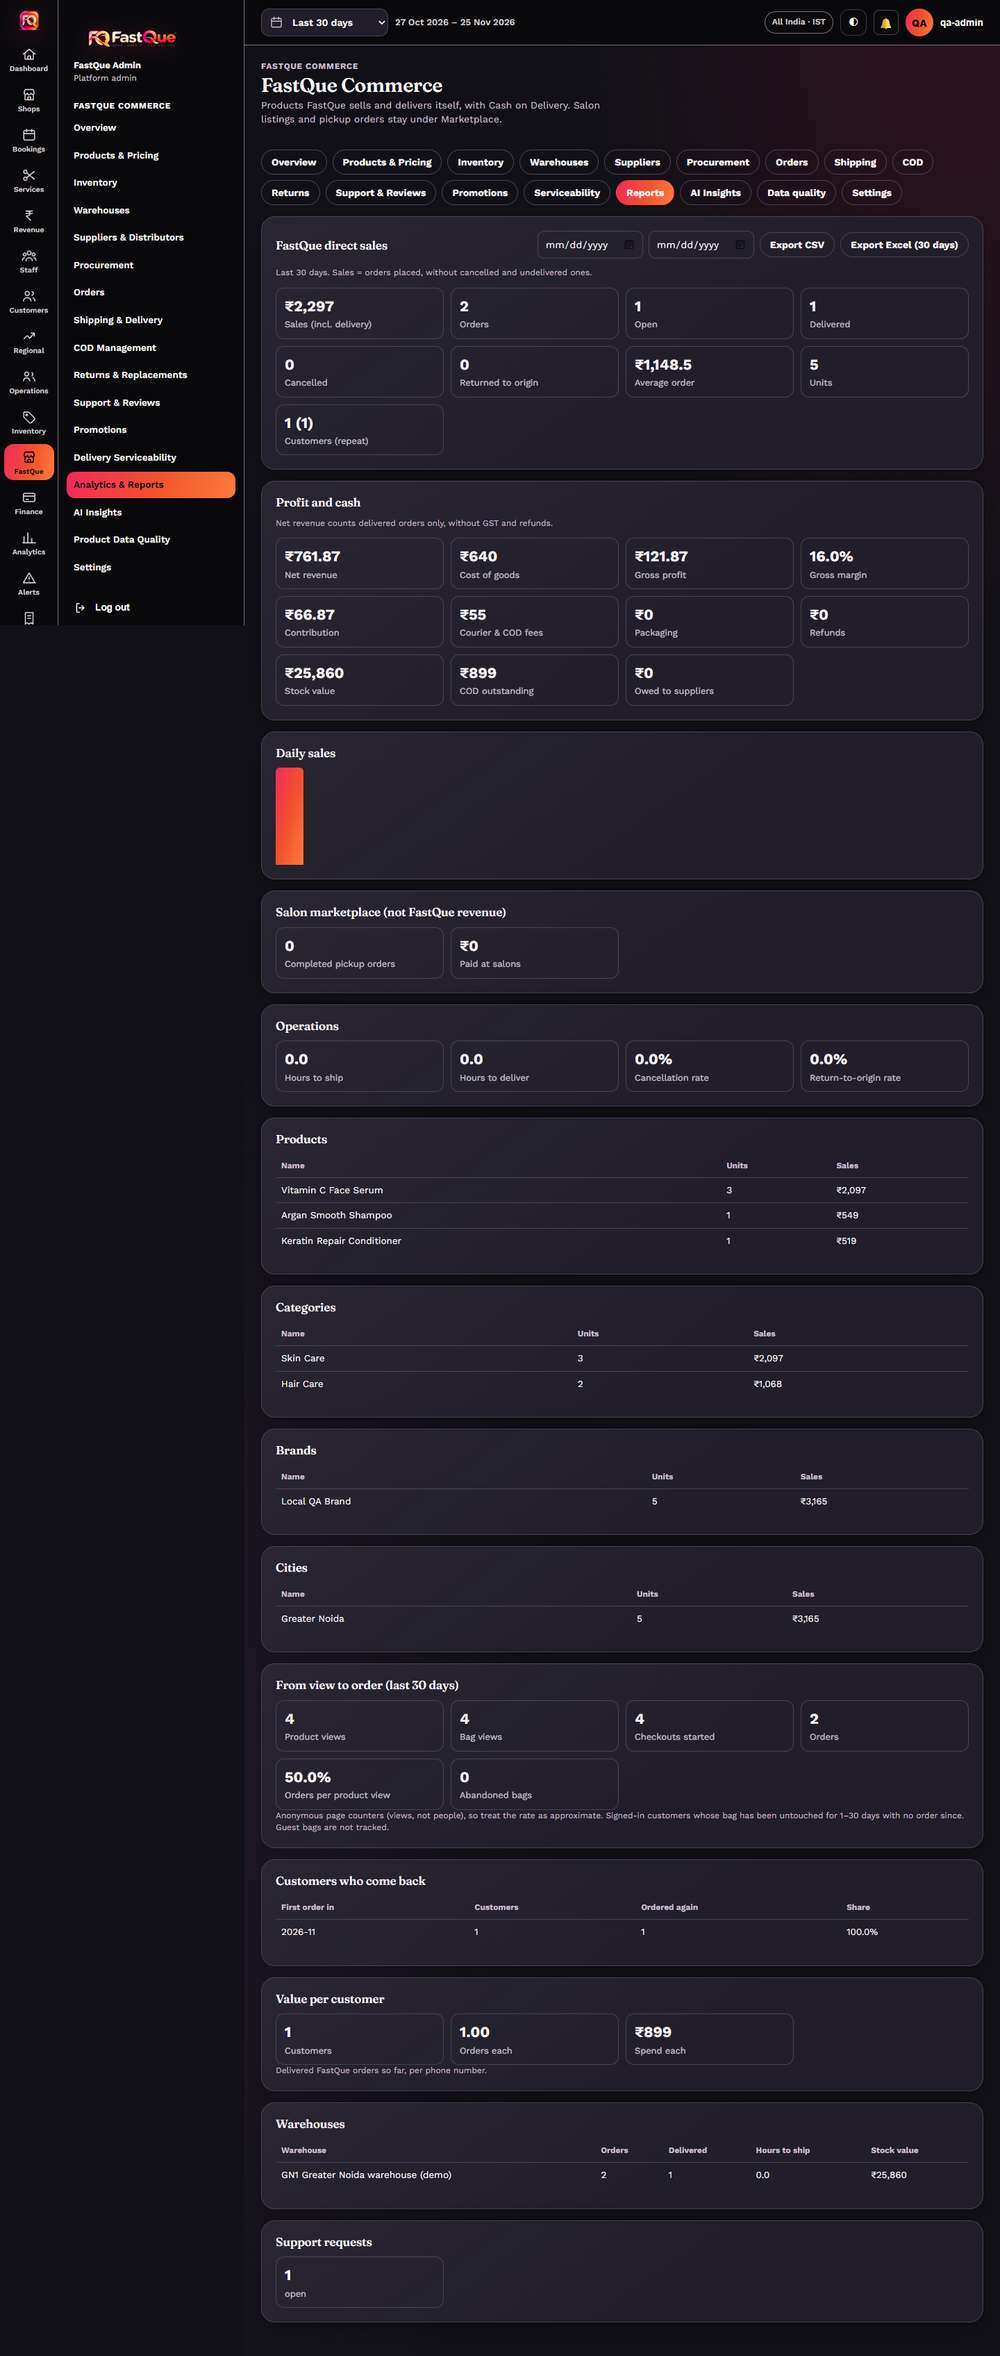 FQ
Dashboard
Shops
Bookings
Services
Revenue
Staff
Customers
Regional
Operations
Inventory
FastQue
Finance
Analytics
Alerts
FQ FastQue
FastQue Admin
Platform admin
FASTQUE COMMERCE
Overview
Products & Pricing
Inventory
Warehouses
Suppliers & Distributors
Procurement
Orders
Shipping & Delivery
COD Management
Returns & Replacements
Support & Reviews
Promotions
Delivery Serviceability
Analytics & Reports
AI Insights
Product Data Quality
Settings
Log out
Last 30 days 27 Oct 2026 – 25 Nov 2026 All India · IST QA qa-admin
FASTQUE COMMERCE
FastQue Commerce
Products FastQue sells and delivers itself, with Cash on Delivery. Salon
listings and pickup orders stay under Marketplace.
Overview Products & Pricing Inventory Warehouses Suppliers Procurement Orders Shipping COD
Returns Support & Reviews Promotions Serviceability Reports AI Insights Data quality Settings
FastQue direct sales mm/dd/yyyy mm/dd/yyyy Export CSV Export Excel (30 days)
Last 30 days. Sales = orders placed, without cancelled and undelivered ones.
₹2,297 2 1 1
Sales (incl. delivery) Orders Open Delivered
0 0 ₹1,148.5 5
Cancelled Returned to origin Average order Units
1 (1)
Customers (repeat)
Profit and cash
Net revenue counts delivered orders only, without GST and refunds.
₹761.87 ₹640 ₹121.87 16.0%
Net revenue Cost of goods Gross profit Gross margin
₹66.87 ₹55 ₹0 ₹0
Contribution Courier & COD fees Packaging Refunds
₹25,860 ₹899 ₹0
Stock value COD outstanding Owed to suppliers
Daily sales
Salon marketplace (not FastQue revenue)
0 ₹0
Completed pickup orders Paid at salons
Operations
0.0 0.0 0.0% 0.0%
Hours to ship Hours to deliver Cancellation rate Return-to-origin rate
Products
Name Units Sales
Vitamin C Face Serum 3 ₹2,097
Argan Smooth Shampoo 1 ₹549
Keratin Repair Conditioner 1 ₹519
Categories
Name Units Sales
Skin Care 3 ₹2,097
Hair Care 2 ₹1,068
Brands
Name Units Sales
Local QA Brand 5 ₹3,165
Cities
Name Units Sales
Greater Noida 5 ₹3,165
From view to order (last 30 days)
4 4 4 2
Product views Bag views Checkouts started Orders
50.0% 0
Orders per product view Abandoned bags
Anonymous page counters (views, not people), so treat the rate as approximate. Signed-in customers whose bag has been untouched for 1–30 days with no order since.
Guest bags are not tracked.
Customers who come back
First order in Customers Ordered again Share
2026-11 1 1 100.0%
Value per customer
1 1.00 ₹899
Customers Orders each Spend each
Delivered FastQue orders so far, per phone number.
Warehouses
Warehouse Orders Delivered Hours to ship Stock value
GN1 Greater Noida warehouse (demo) 2 1 0.0 ₹25,860
Support requests
1
open